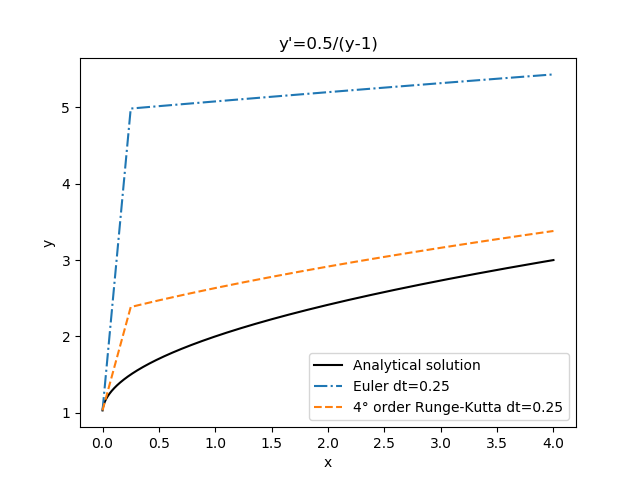 y'=0.5/(y-1)
5
4
3
2
1
y
0.0 0.5 1.0 1.5 2.0 2.5 3.0 3.5 4.0
x
Analytical solution
Euler dt=0.25
4° order Runge-Kutta dt=0.25